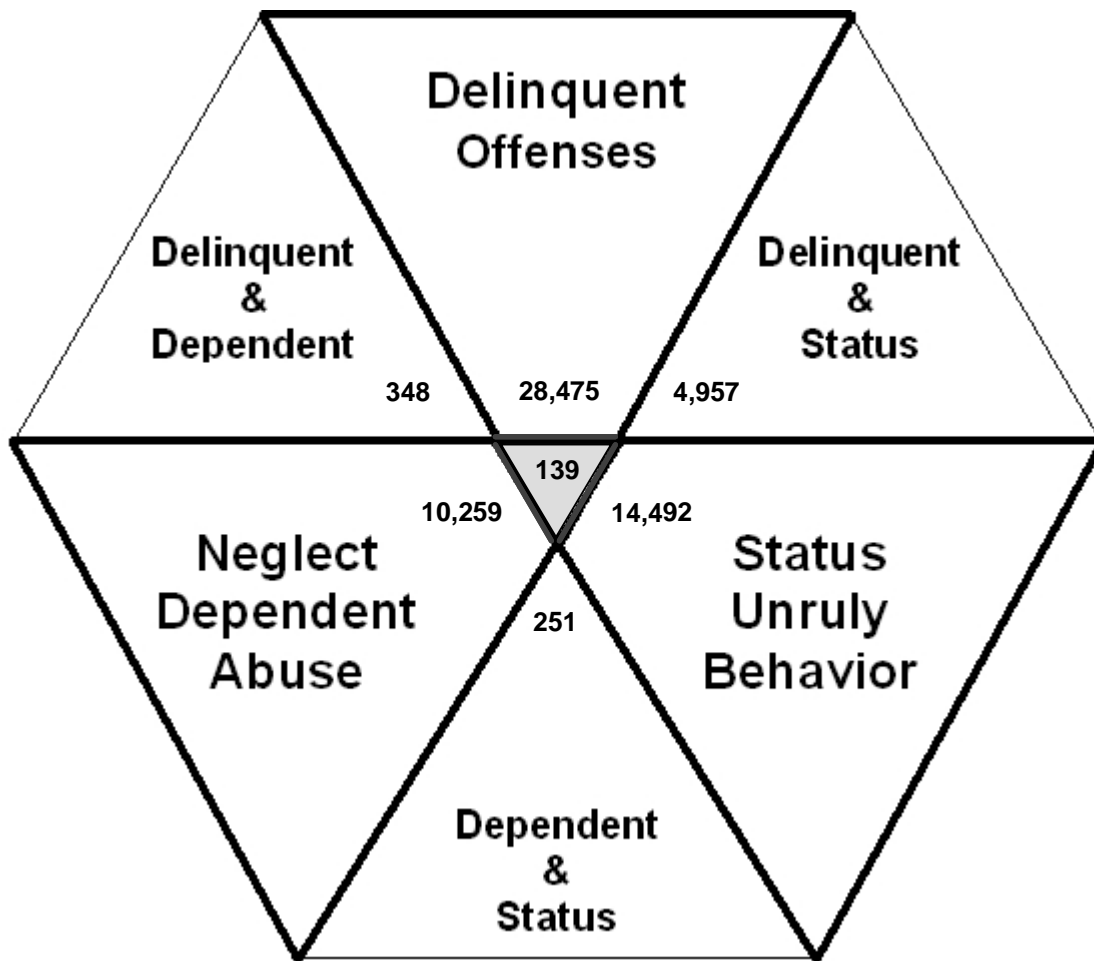 Delinquent
Offenses
Delinquent
&
Dependent
Delinquent
&
Status
348
28,475
4,957
139
10,259
14,492
Neglect
Dependent
Abuse
Status
Unruly
Behavior
251
Dependent
&
Status